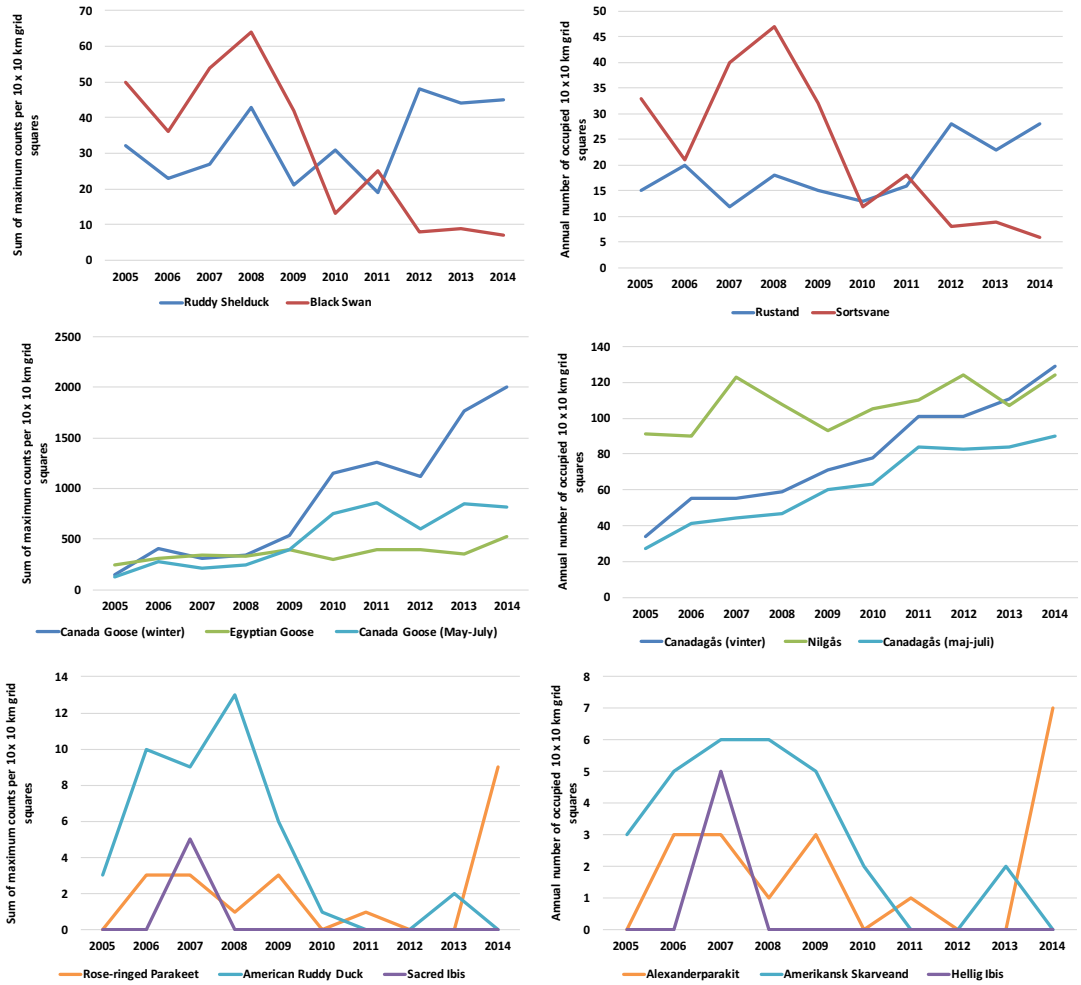 Sum of maximum counts per 10 x 10 km grid
squares
70
60
50
40
30
20
10
0
2005 2006 2007 2008 2009 2010 2011 2012 2013 2014
Ruddy Shelduck Black Swan
Annual number of occupied 10 x 10 km grid
squares
50
45
40
35
30
25
20
15
10
5
0
2005 2006 2007 2008 2009 2010 2011 2012 2013 2014
Rustand Sortsvane
Sum of maximum counts per 10 x 10 km grid
squares
2500
2000
1500
1000
500
0
2005 2006 2007 2008 2009 2010 2011 2012 2013 2014
Canada Goose (winter) Egyptian Goose Canada Goose (May-July)
Annual number of occupied 10 x 10 km grid
squares
140
120
100
80
60
40
20
0
2005 2006 2007 2008 2009 2010 2011 2012 2013 2014
Canadagås (vinter) Nilgås Canadagås (maj-juli)
Sum of maximum counts per 10 x 10 km grid
squares
14
12
10
8
6
4
2
0
2005 2006 2007 2008 2009 2010 2011 2012 2013 2014
Rose-ringed Parakeet American Ruddy Duck Sacred Ibis
Annual number of occupied 10 x 10 km grid
squares
8
7
6
5
4
3
2
1
0
2005 2006 2007 2008 2009 2010 2011 2012 2013 2014
Alexanderparakit Amerikansk Skarveand Hellig Ibis